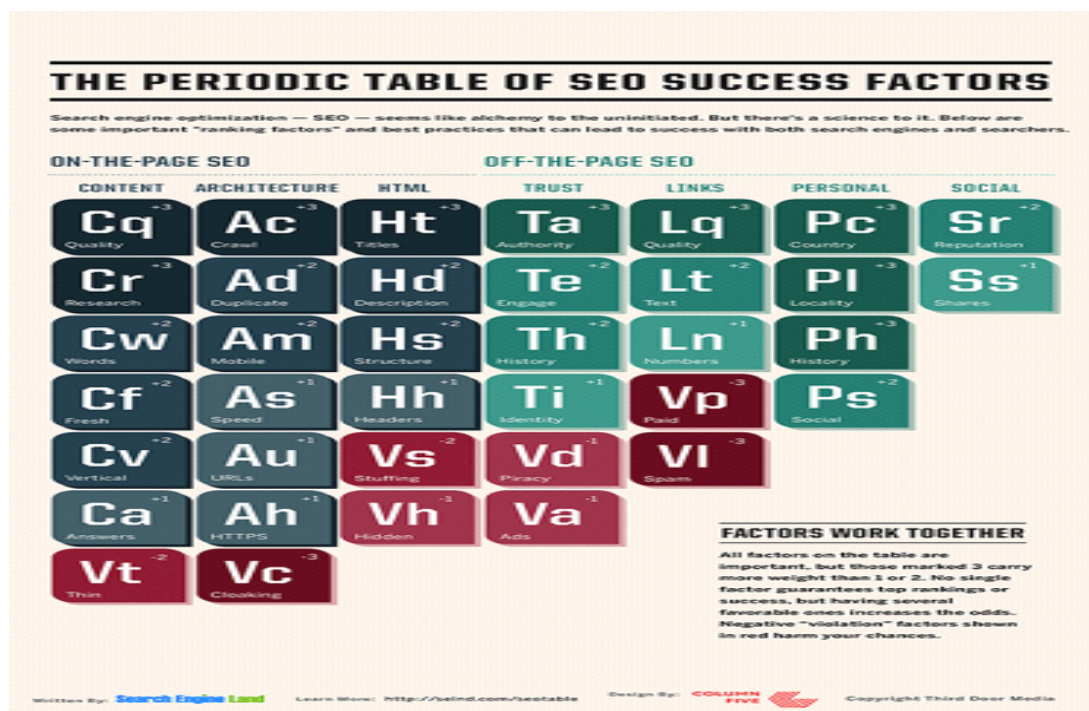 THE PERIODIC TABLE OF SEO SUCCESS FACTORS
Search engine optimization — SEO — seems like alchemy to the uninitiated. But there's a science to it. Below are
some important "ranking factors" and best practices that can lead to success with both search engines and searchers.
ON-THE-PAGE SEO OFF-THE-PAGE SEO
CONTENT ARCHITECTURE HTML TRUST LINKS PERSONAL SOCIAL
+3 +3 +3 +3 +3 +3 +2
Cq Ac Ht Ta Lq Pc Sr
Quality Crawl Titles Authority Quality Country Reputation
+3 +2 +2 +2 +2 +3 +1
Cr Ad Hd Te Lt Pl Ss
Research Duplicate Description Engage Text Locality Shares
+2 +2 +2 +2 +1 +3
Cw Am Hs Th Ln Ph
Words Mobile Structure History Numbers History
+2 +1 +1 +1 -3 +2
Cf As Hh Ti Vp Ps
Fresh Speed Headers Identity Paid Social
+2 +1 -2 -1 -3
Cv Au Vs Vd Vl
Vertical URLs Stuffing Piracy Spam
+1 +1 -1 -1
Ca Ah Vh Va
Answers HTTPS Hidden Ads
-2 -3
Vt Vc
Thin Cloaking
FACTORS WORK TOGETHER
All factors on the table are
important, but those marked 3 carry
more weight than 1 or 2. No single
factor guarantees top rankings or
success, but having several
favorable ones increases the odds.
Negative "violation" factors shown
in red harm your chances.
Written By: Search Engine Land Learn More: http://selnd.com/seotable Design By: COLUMN FIVE Copyright Third Door Media